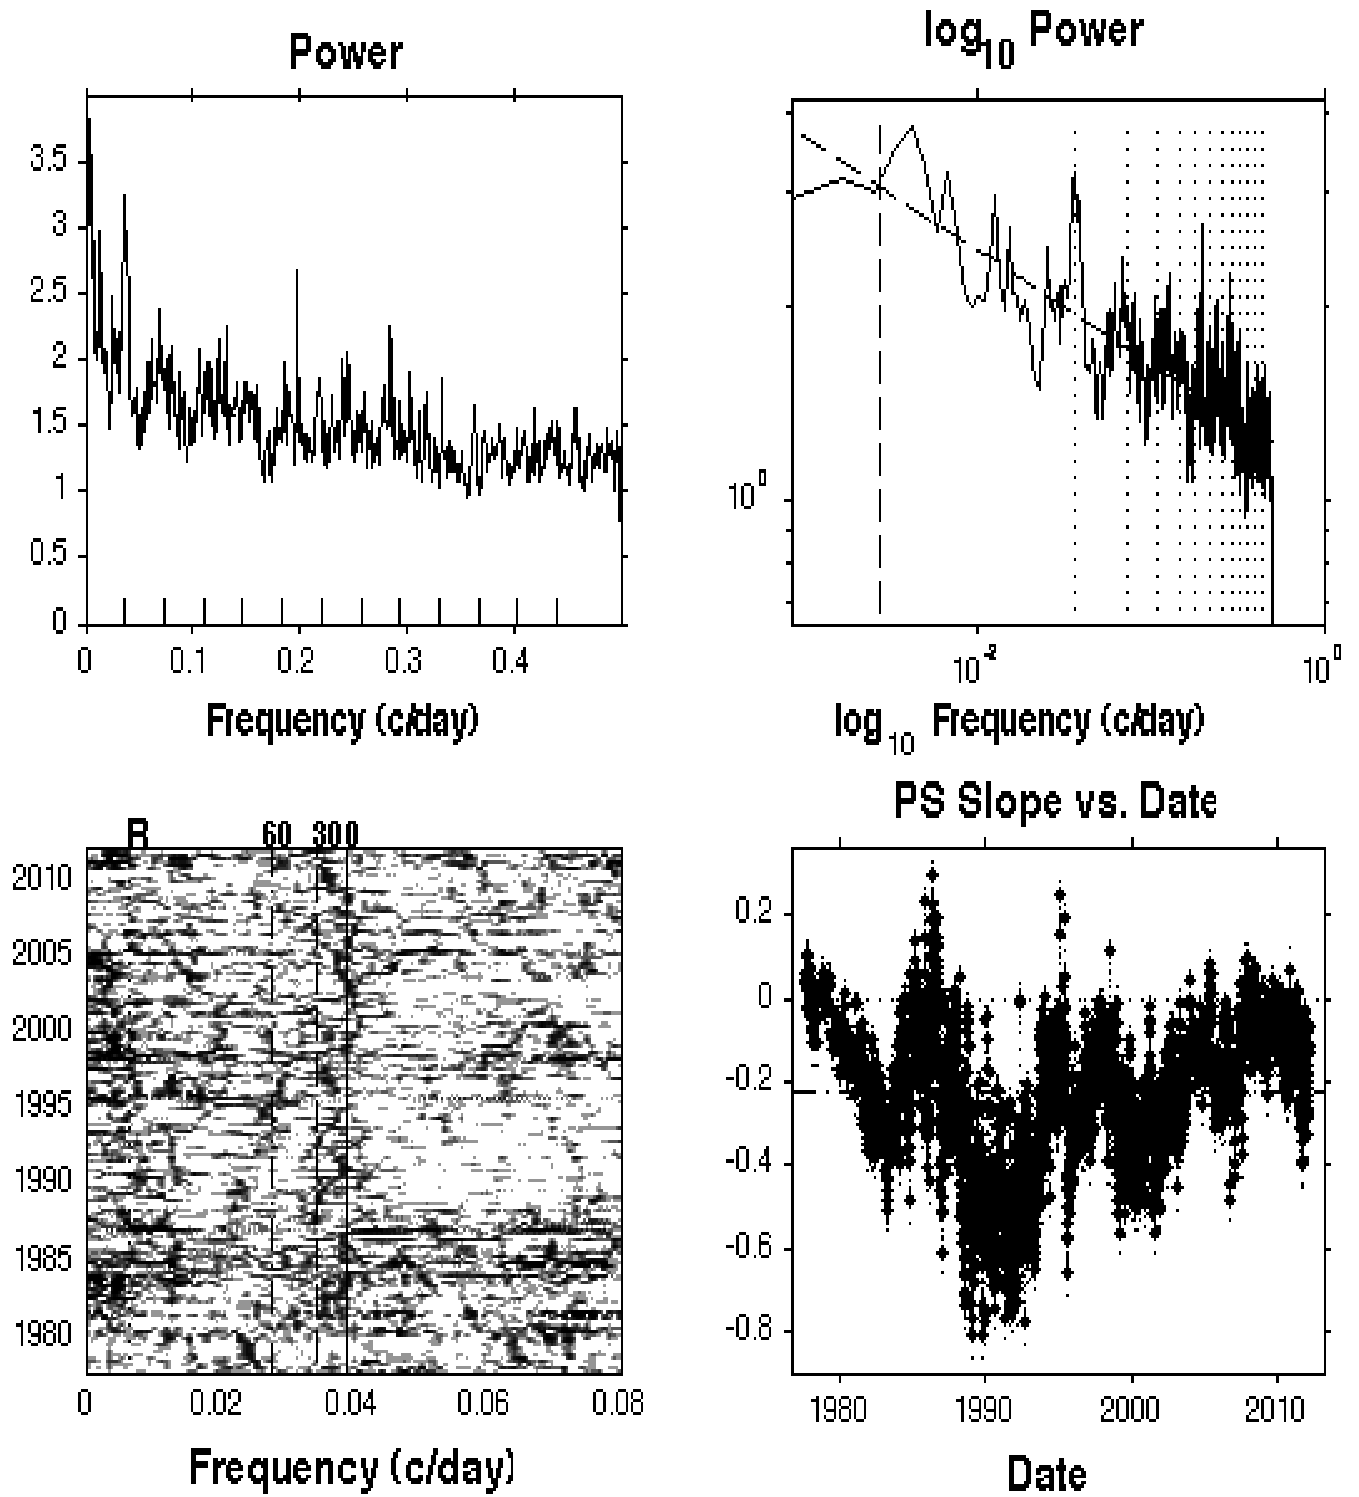 Power
3.5
3
2.5
2
1.5
1
0.5
0
0 0.1 0.2 0.3 0.4
Frequency (c/day)
log10 Power
10^0
10^-2 10^0
log10 Frequency (c/day)
R 60 30 0
2010
2005
2000
1995
1990
1985
1980
0 0.02 0.04 0.06 0.08
Frequency (c/day)
PS Slope vs. Date
0.2
0
-0.2
-0.4
-0.6
-0.8
1980 1990 2000 2010
Date